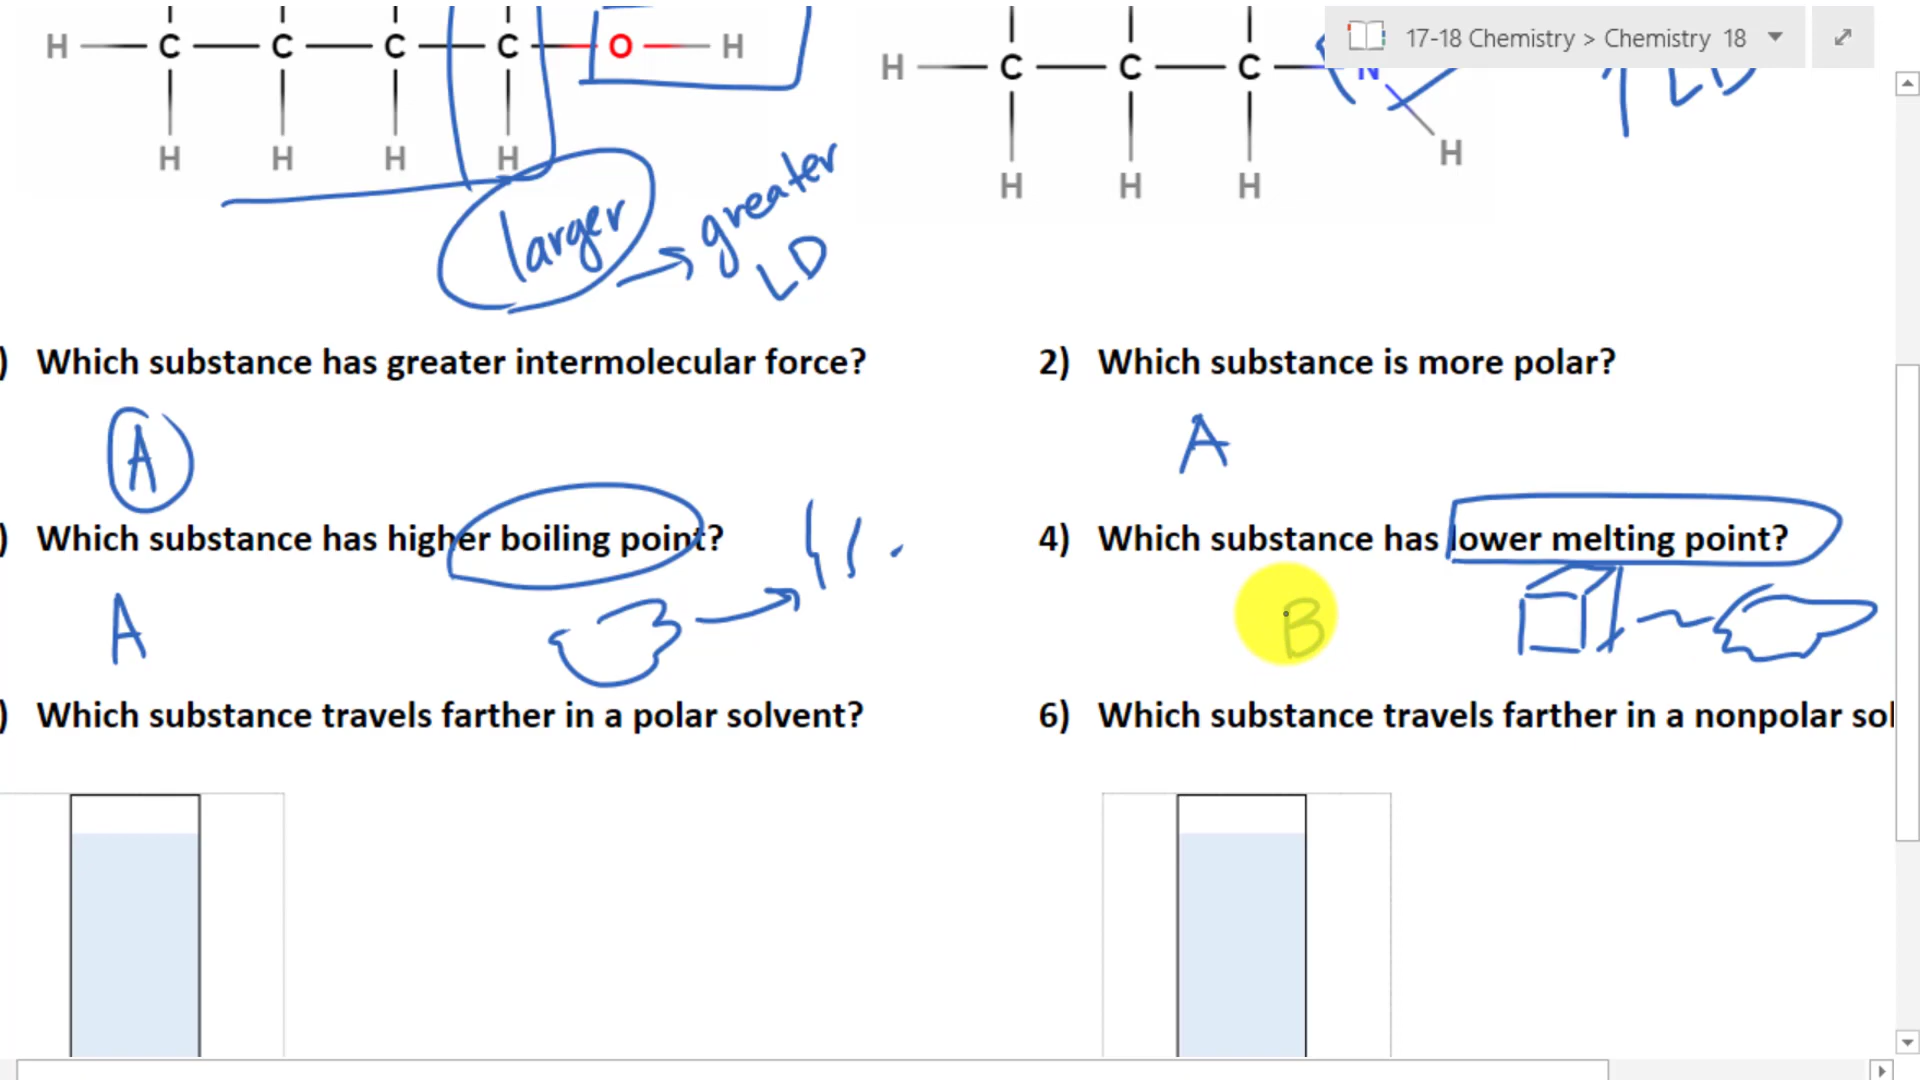 17-18 Chemistry > Chemistry 18
H C C C C O H
H C C C N
LD
H H H H
H
H H H
larger
greater
LD
) Which substance has greater intermolecular force?
2) Which substance is more polar?
A
A
) Which substance has higher boiling point?
4) Which substance has lower melting point?
A
B
) Which substance travels farther in a polar solvent?
6) Which substance travels farther in a nonpolar sol